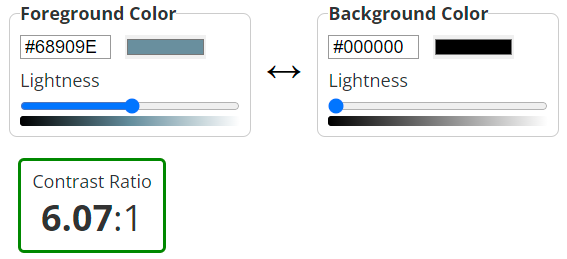 Foreground Color
#68909E
Lightness
Background Color
#000000
Lightness
Contrast Ratio
6.07:1